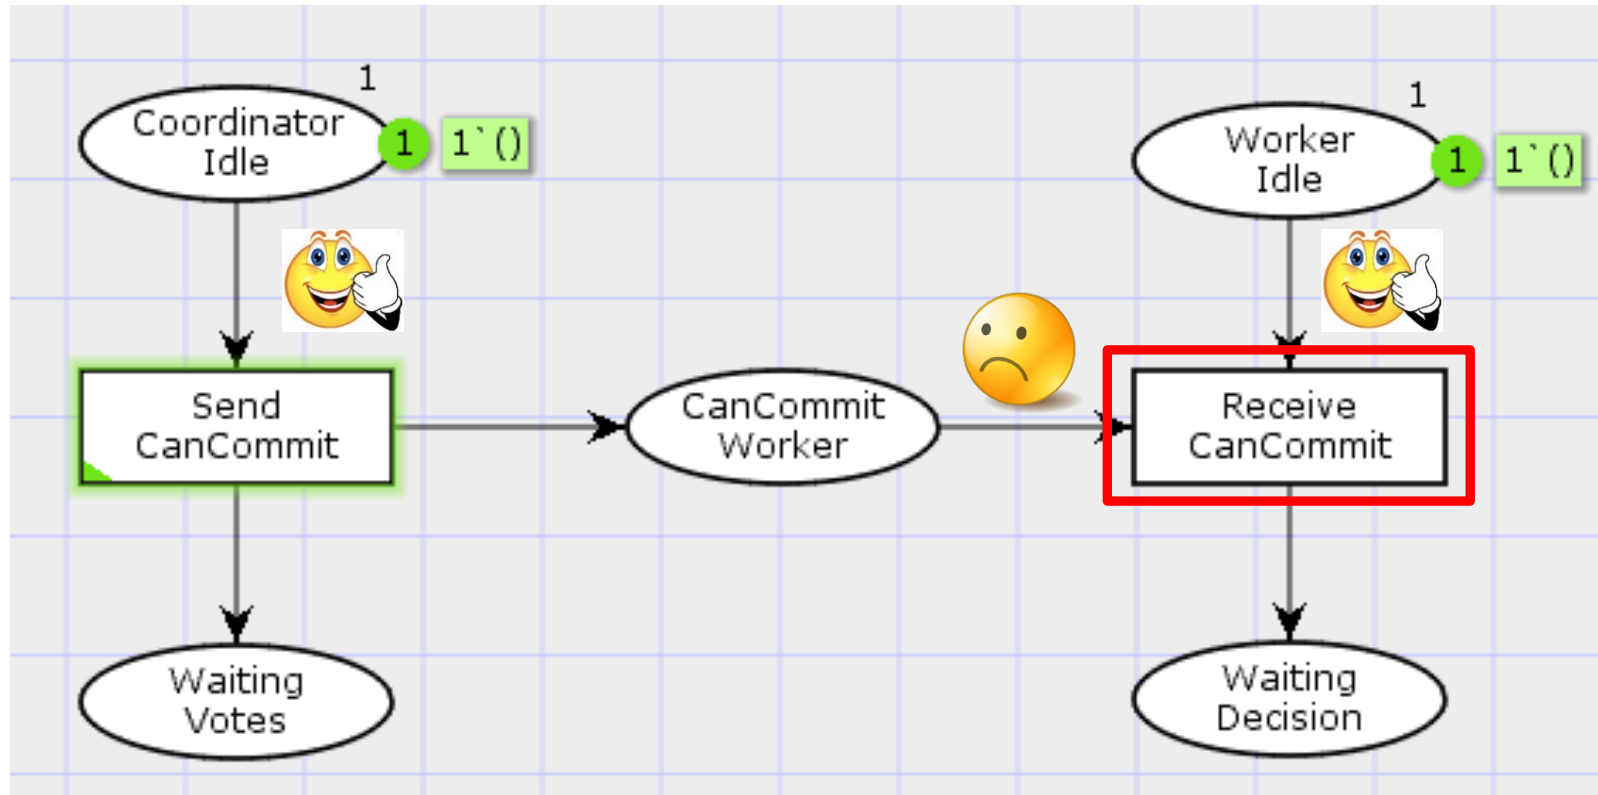 1
Coordinator
Idle
1
1`()
1
Worker
Idle
1
1`()
Send
CanCommit
CanCommit
Worker
Receive
CanCommit
Waiting
Votes
Waiting
Decision